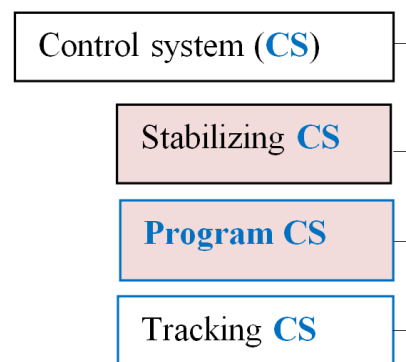 Control system (CS)
Stabilizing CS
Program CS
Tracking CS